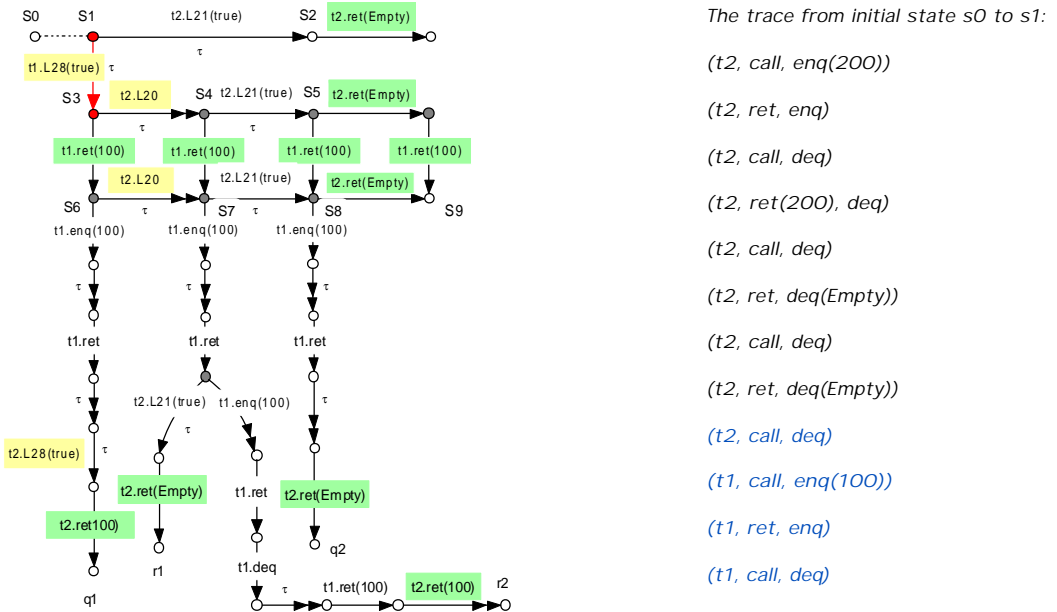 S0 S1 t2.L21(true) S2 t2.ret(Empty)
τ
t1.L28(true) τ
S3 t2.L20 S4 t2.L21(true) S5 t2.ret(Empty)
τ τ
t1.ret(100) t1.ret(100) t1.ret(100) t1.ret(100)
t2.L20 t2.L21(true) t2.ret(Empty)
S6 τ S7 τ S8 S9
t1.enq(100) t1.enq(100) t1.enq(100)
τ τ τ
t1.ret t1.ret t1.ret
τ t2.L21(true) t1.enq(100) τ
τ
t2.L28(true) τ
t2.ret(Empty) t1.ret t2.ret(Empty)
t2.ret100)
r1 t1.deq q2
q1 τ t1.ret(100) t2.ret(100) r2
The trace from initial state s0 to s1:
(t2, call, enq(200))
(t2, ret, enq)
(t2, call, deq)
(t2, ret(200), deq)
(t2, call, deq)
(t2, ret, deq(Empty))
(t2, call, deq)
(t2, ret, deq(Empty))
(t2, call, deq)
(t1, call, enq(100))
(t1, ret, enq)
(t1, call, deq)